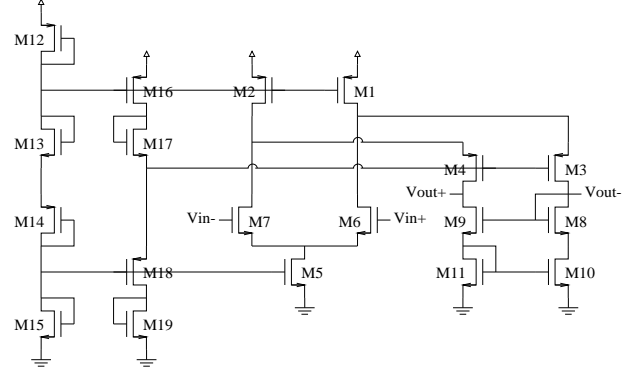 M12
M16 M2 M1
M13 M17
M4 M3
Vout+ Vout-
M14 Vin- M7 M6 Vin+ M9 M8
M18 M5 M11 M10
M15 M19